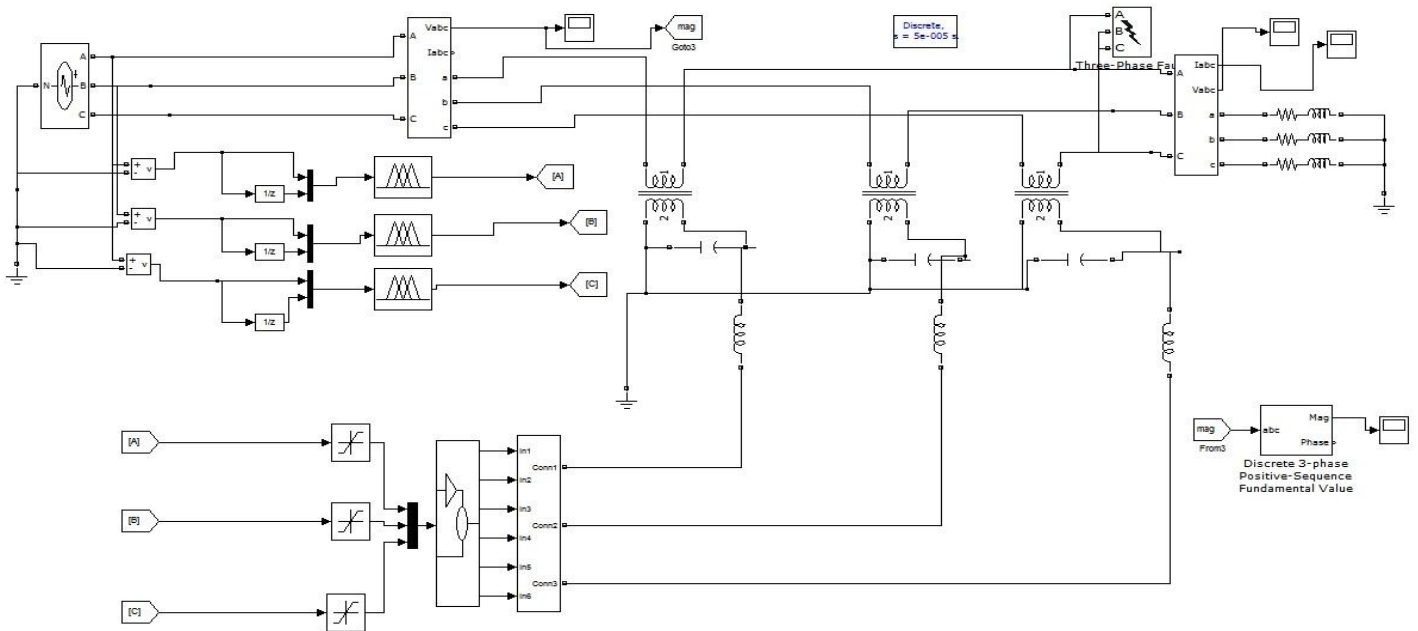 Vabc
A
Iabc
a
B
b
C
c
mag
Goto3
Discrete,
s = 5e-005 s.
A
B
C
Three-Phase Fau
Iabc
A
Vabc
B
a
b
C
c
A
N
B
C
+
-
v
1/z
[A]
+
-
v
1/z
[B]
+
-
v
1/z
[C]
1
2
1
2
1
2
[A]
[B]
[C]
In1
In2
In3
In4
In5
In6
Conn1
Conn2
Conn3
mag
From3
abc
Mag
Phase
Discrete 3-phase
Positive-Sequence
Fundamental Value